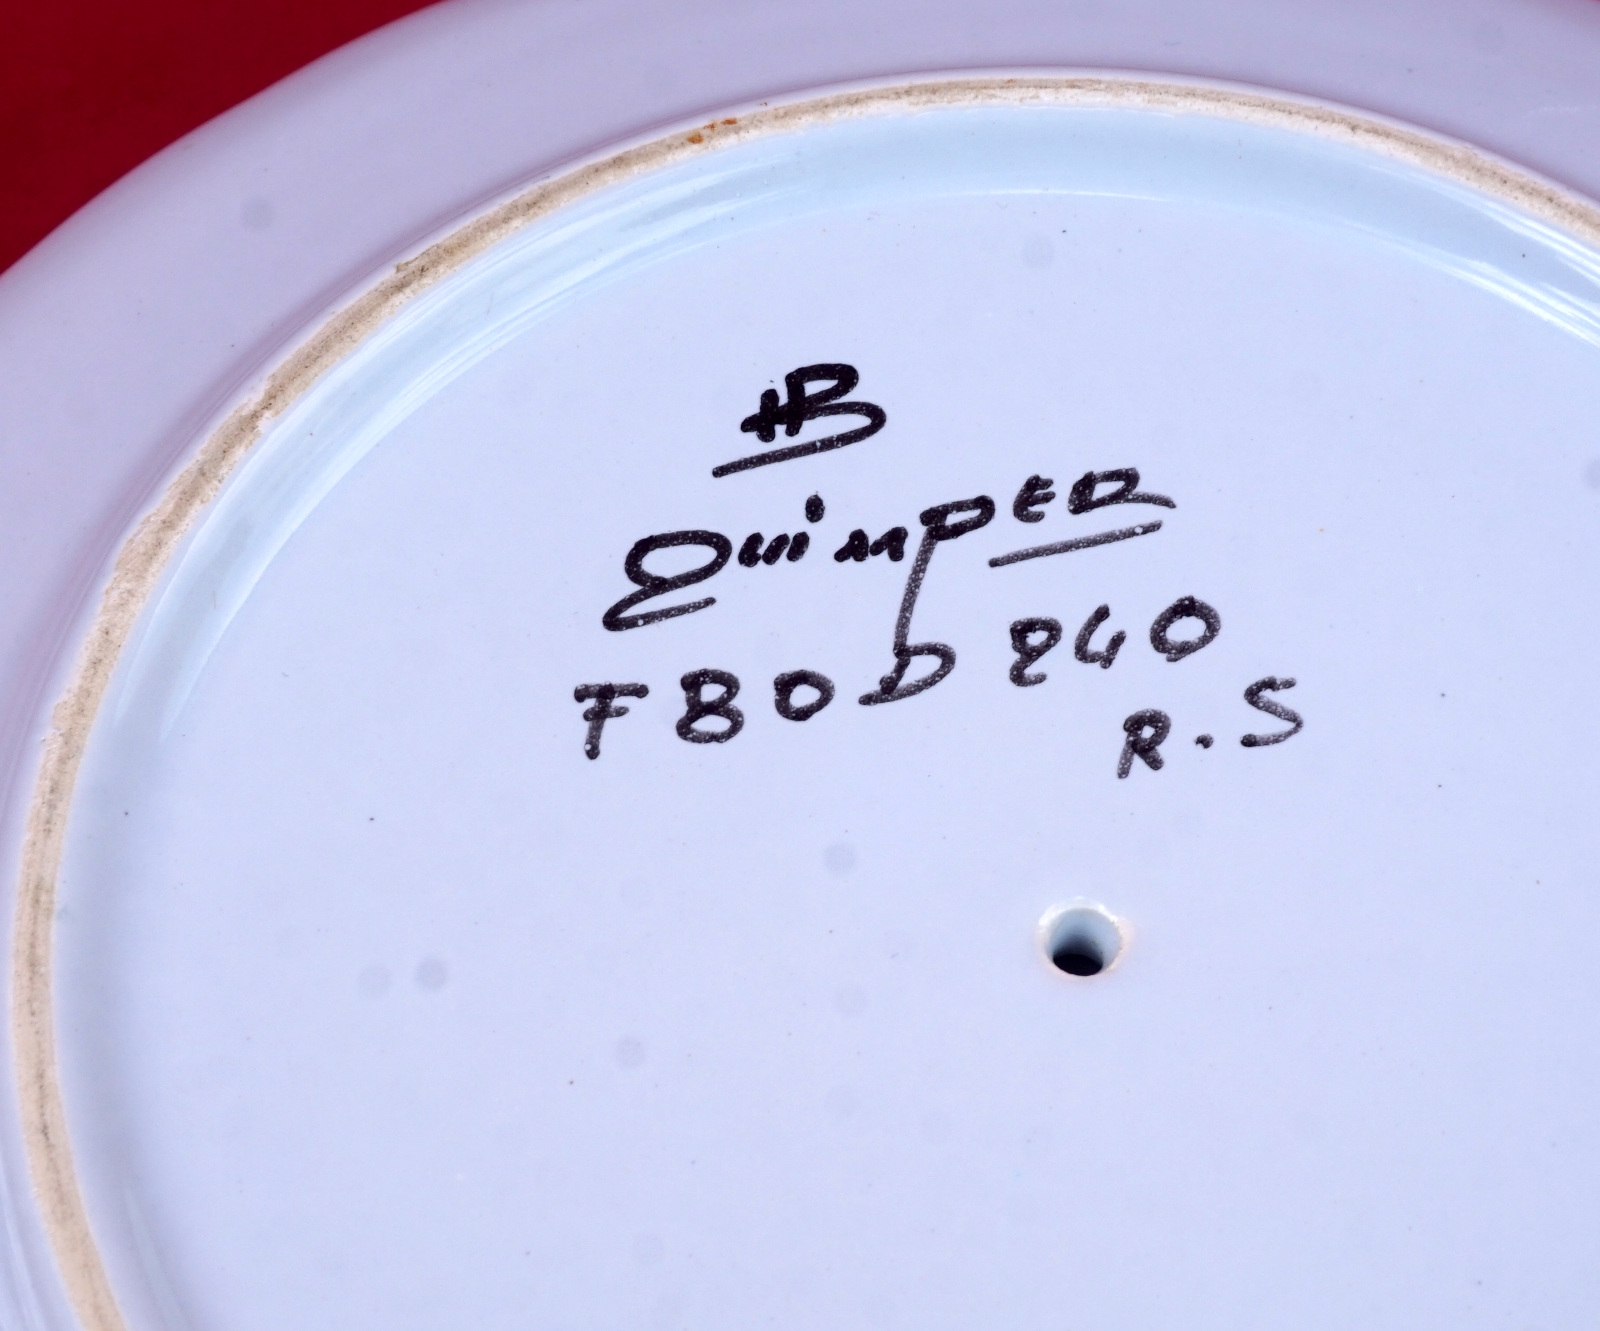 HB
Quimper
F 80 D 240
R.S